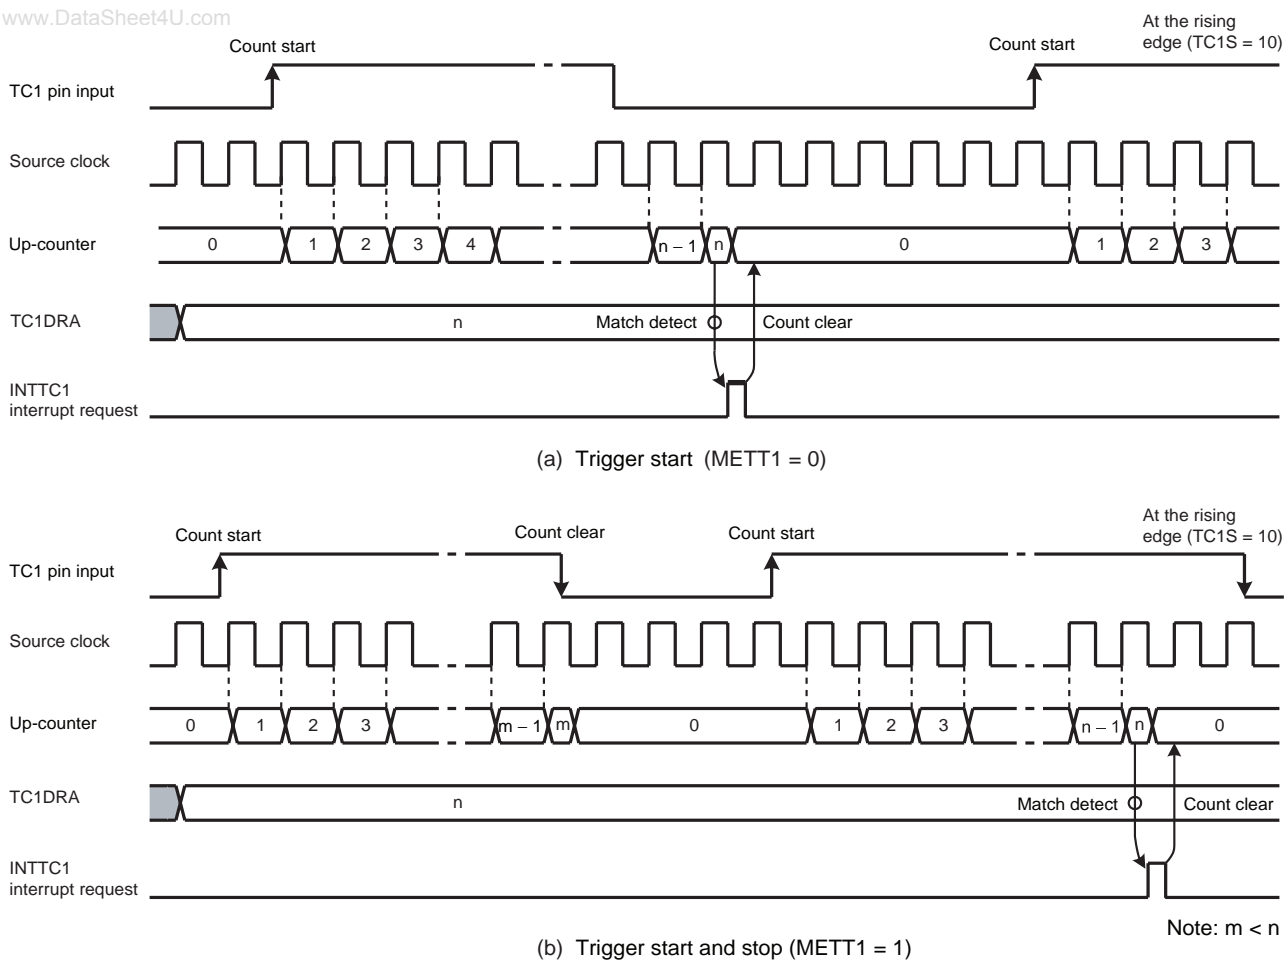 www.DataSheet4U.com
At the rising
edge (TC1S = 10)
Count start
Count start
TC1 pin input
Source clock
Up-counter
0 1 2 3 4 n – 1 n 0 1 2 3
TC1DRA
n
Match detect
Count clear
INTTC1
interrupt request
(a) Trigger start (METT1 = 0)
At the rising
edge (TC1S = 10)
Count start
Count clear
Count start
TC1 pin input
Source clock
Up-counter
0 1 2 3 m – 1 m 0 1 2 3 n – 1 n 0
TC1DRA
n
Match detect
Count clear
INTTC1
interrupt request
Note: m < n
(b) Trigger start and stop (METT1 = 1)